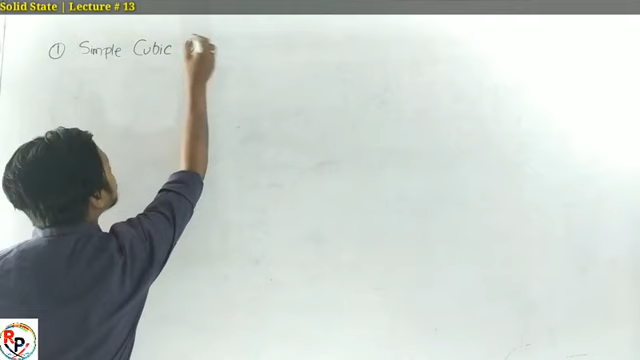 Solid State | Lecture # 13
① Simple Cubic
RP